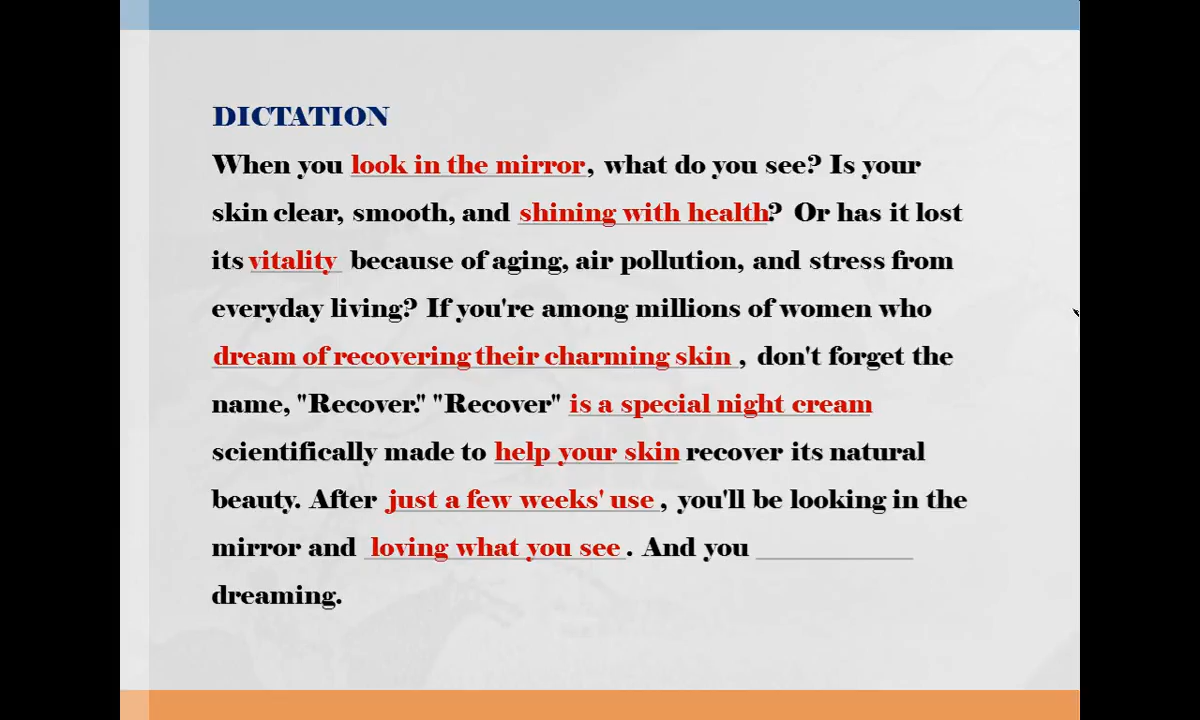 DICTATION
When you look in the mirror, what do you see? Is your
skin clear, smooth, and shining with health? Or has it lost
its vitality because of aging, air pollution, and stress from
everyday living? If you're among millions of women who
dream of recovering their charming skin , don't forget the
name, "Recover." "Recover" is a special night cream
scientifically made to help your skin recover its natural
beauty. After just a few weeks' use , you'll be looking in the
mirror and loving what you see . And you ____________
dreaming.